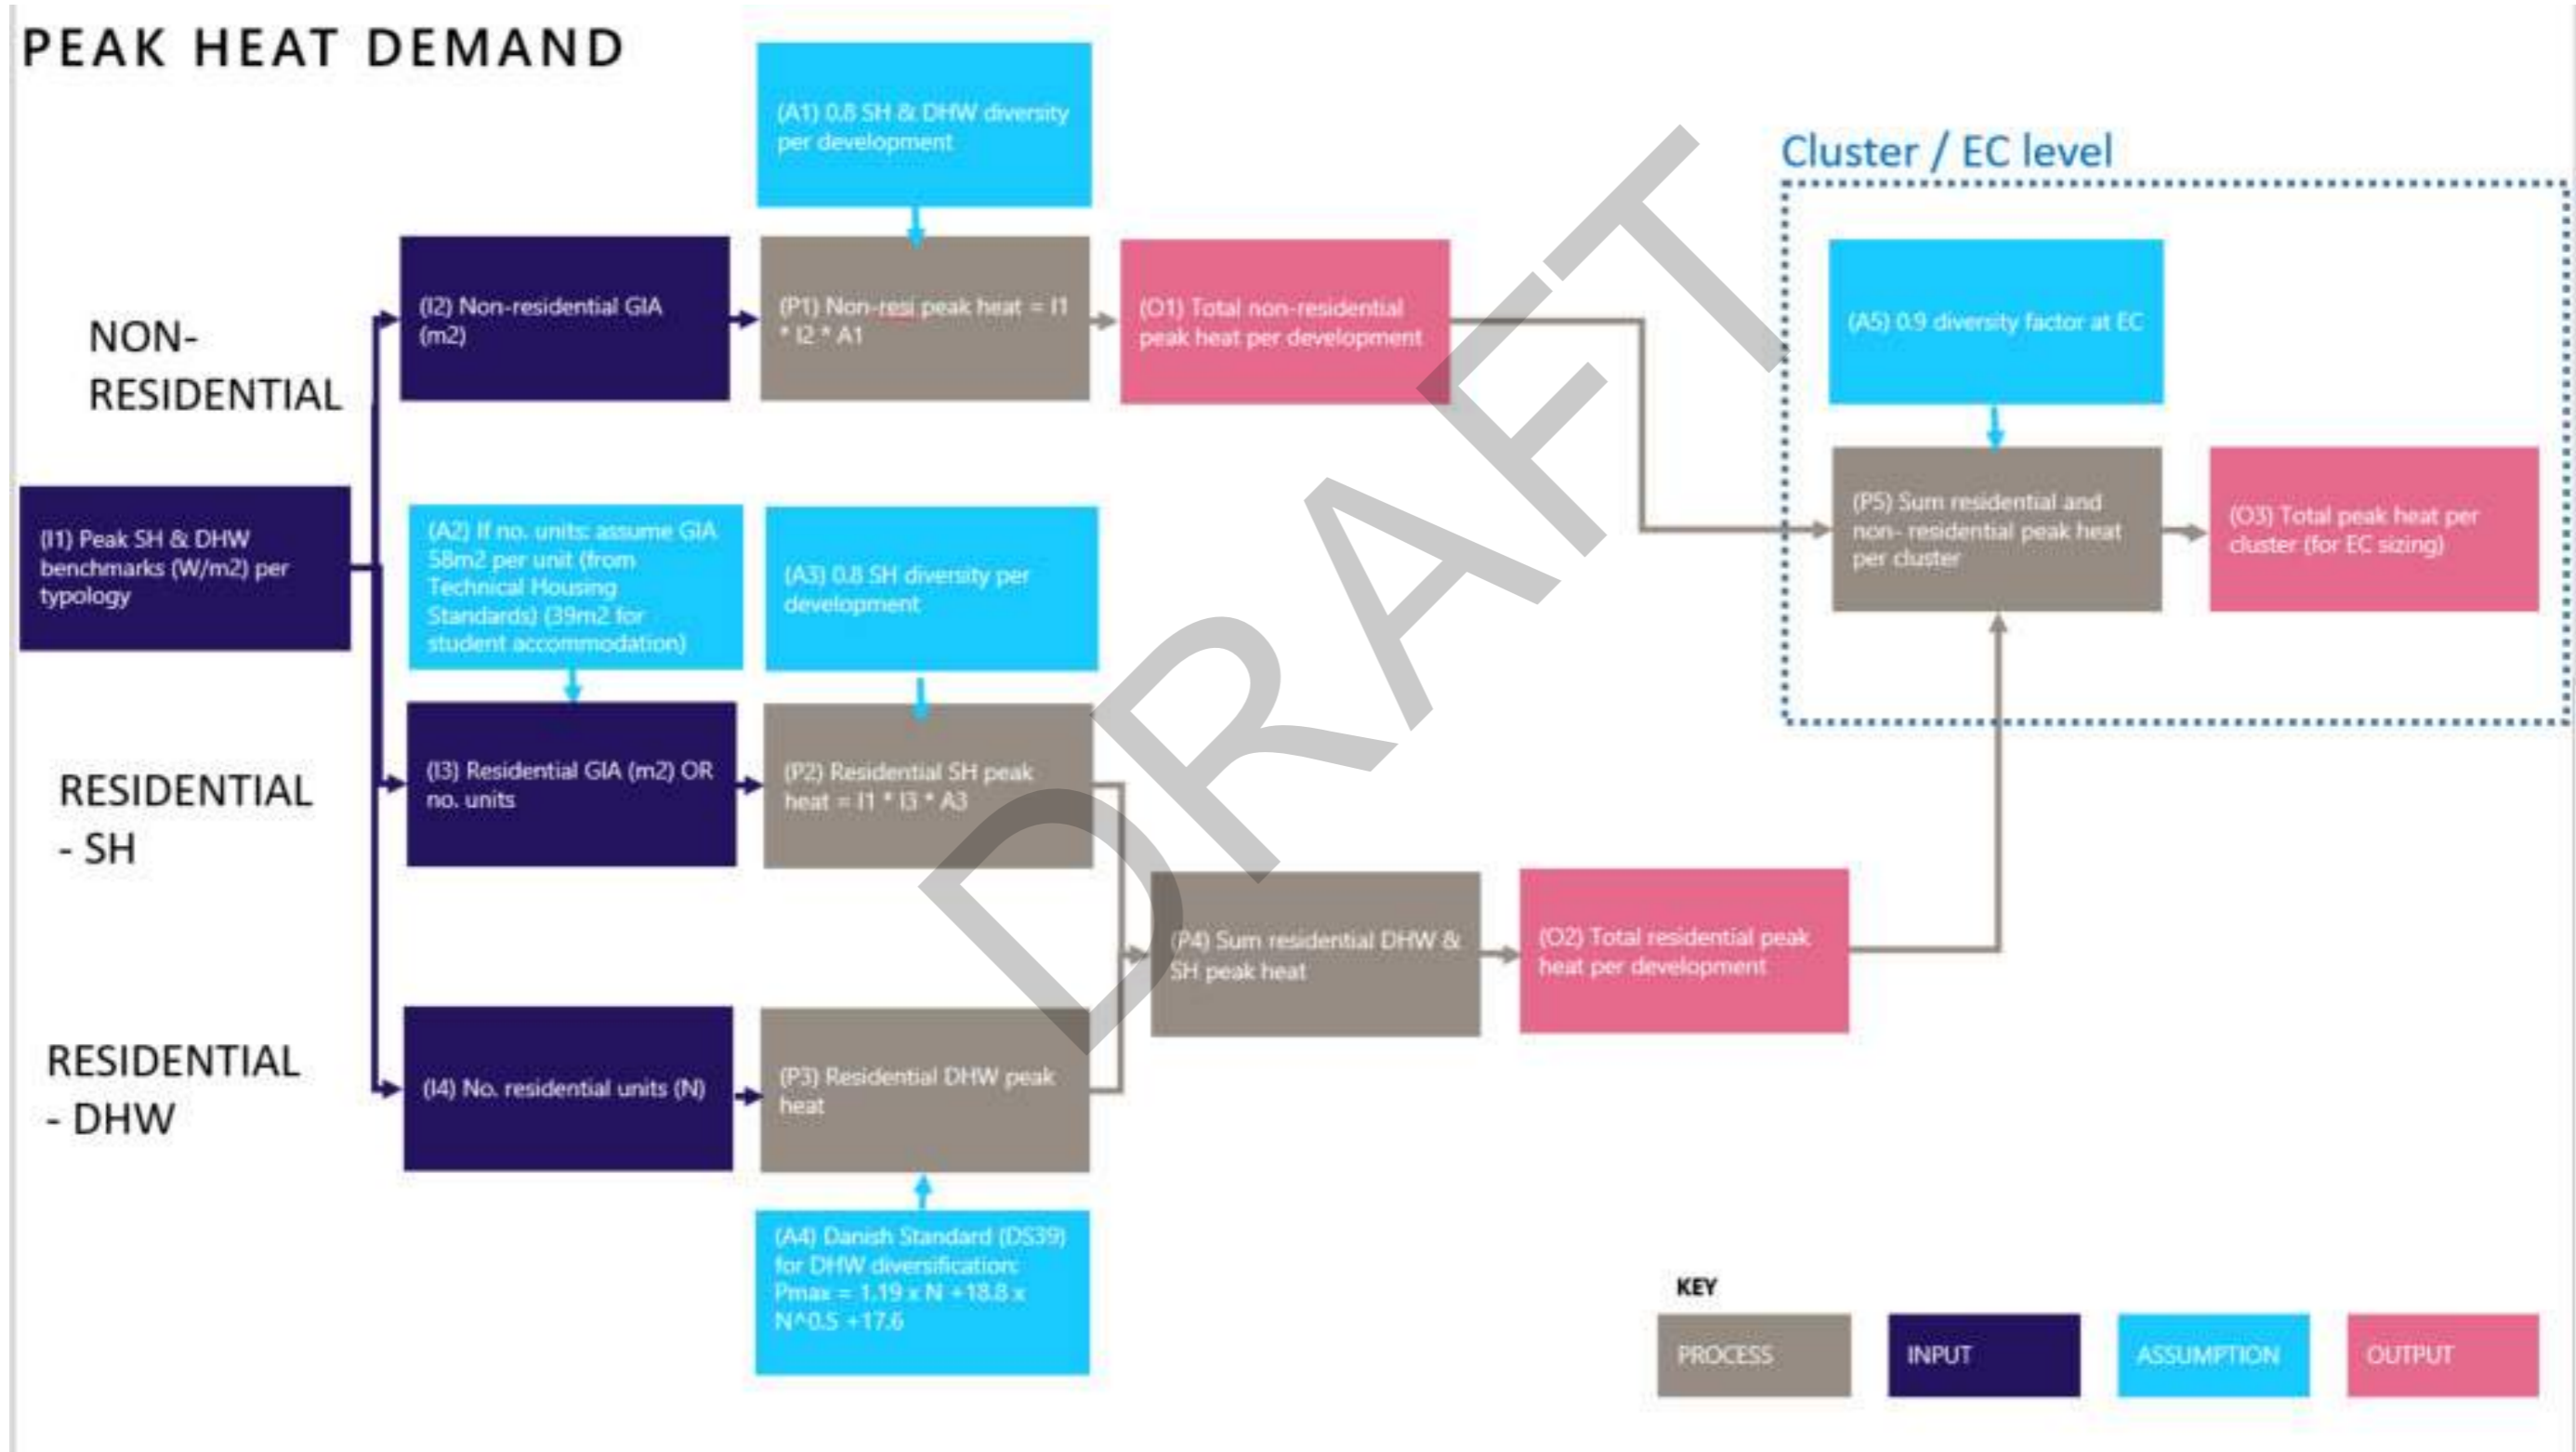 PEAK HEAT DEMAND
(A1) 0.8 SH & DHW diversity
per development
Cluster / EC level
NON-
RESIDENTIAL
(I2) Non-residential GIA
(m2)
(P1) Non-resi peak heat = I1
* I2 * A1
(O1) Total non-residential
peak heat per development
(A5) 0.9 diversity factor at EC
(I1) Peak SH & DHW
benchmarks (W/m2) per
typology
(A2) If no. units: assume GIA
58m2 per unit (from
Technical Housing
Standards) (39m2 for
student accommodation)
(A3) 0.8 SH diversity per
development
(P5) Sum residential and
non- residential peak heat
per cluster
(O3) Total peak heat per
cluster (for EC sizing)
RESIDENTIAL
- SH
(I3) Residential GIA (m2) OR
no. units
(P2) Residential SH peak
heat = I1 * I3 * A3
(P4) Sum residential DHW &
SH peak heat
(O2) Total residential peak
heat per development
RESIDENTIAL
- DHW
(I4) No. residential units (N)
(P3) Residential DHW peak
heat
(A4) Danish Standard (DS39)
for DHW diversification:
Pmax = 1.19 x N +18.8 x
N^0.5 +17.6
KEY
PROCESS
INPUT
ASSUMPTION
OUTPUT
DRAFT